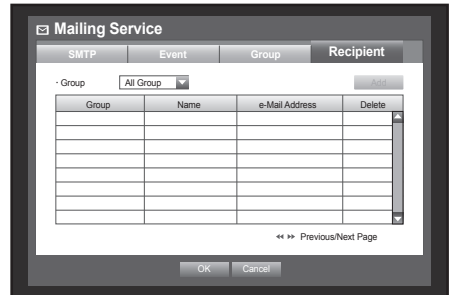 Mailing Service
SMTP Event Group Recipient
· Group All Group Add
Group Name e-Mail Address Delete
Previous/Next Page
OK Cancel